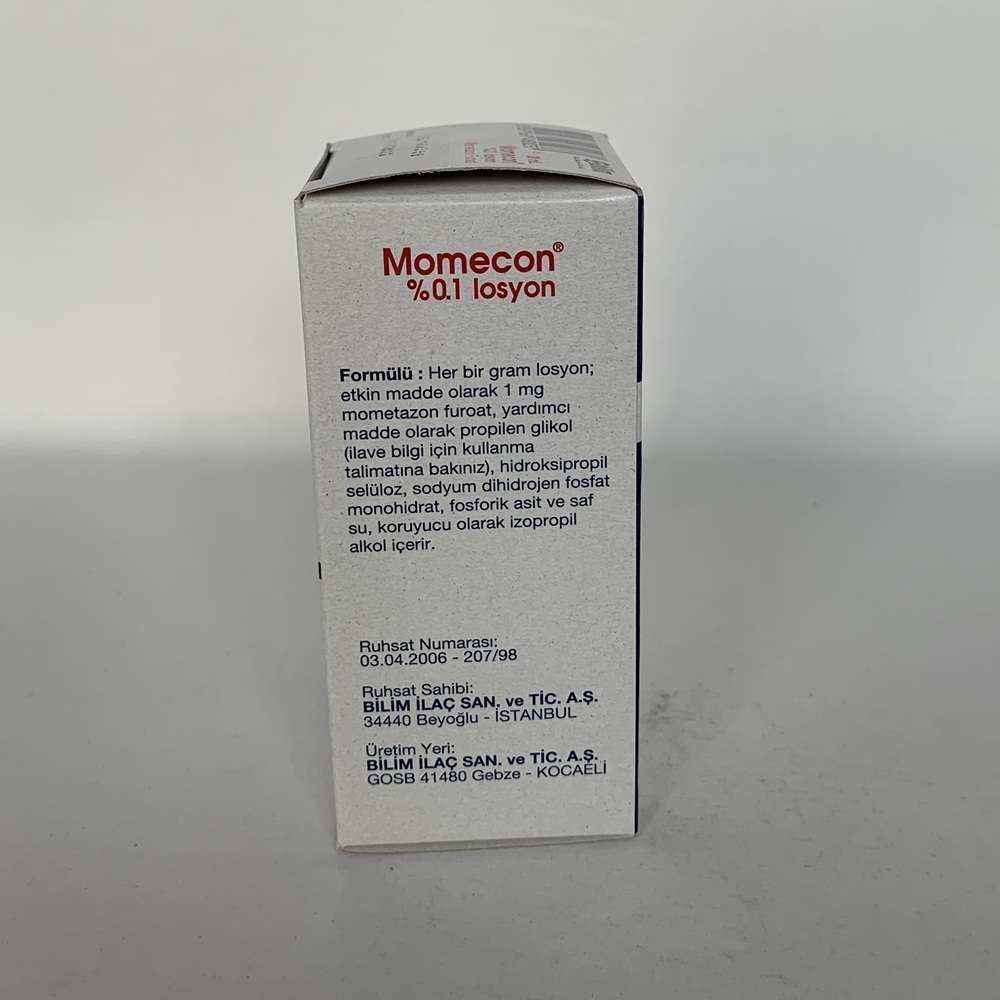 Momecon®
%0.1 losyon
Formülü : Her bir gram losyon;
etkin madde olarak 1 mg
mometazon furoat, yardımcı
madde olarak propilen glikol
(ilave bilgi için kullanma
talimatına bakınız), hidroksipropil
selüloz, sodyum dihidrojen fosfat
monohidrat, fosforik asit ve saf
su, koruyucu olarak izopropil
alkol içerir.
Ruhsat Numarası:
03.04.2006 - 207/98
Ruhsat Sahibi:
BİLİM İLAÇ SAN. ve TİC. A.Ş.
34440 Beyoğlu - İSTANBUL
Üretim Yeri:
BİLİM İLAÇ SAN. ve TİC. A.Ş.
GOSB 41480 Gebze - KOCAELİ